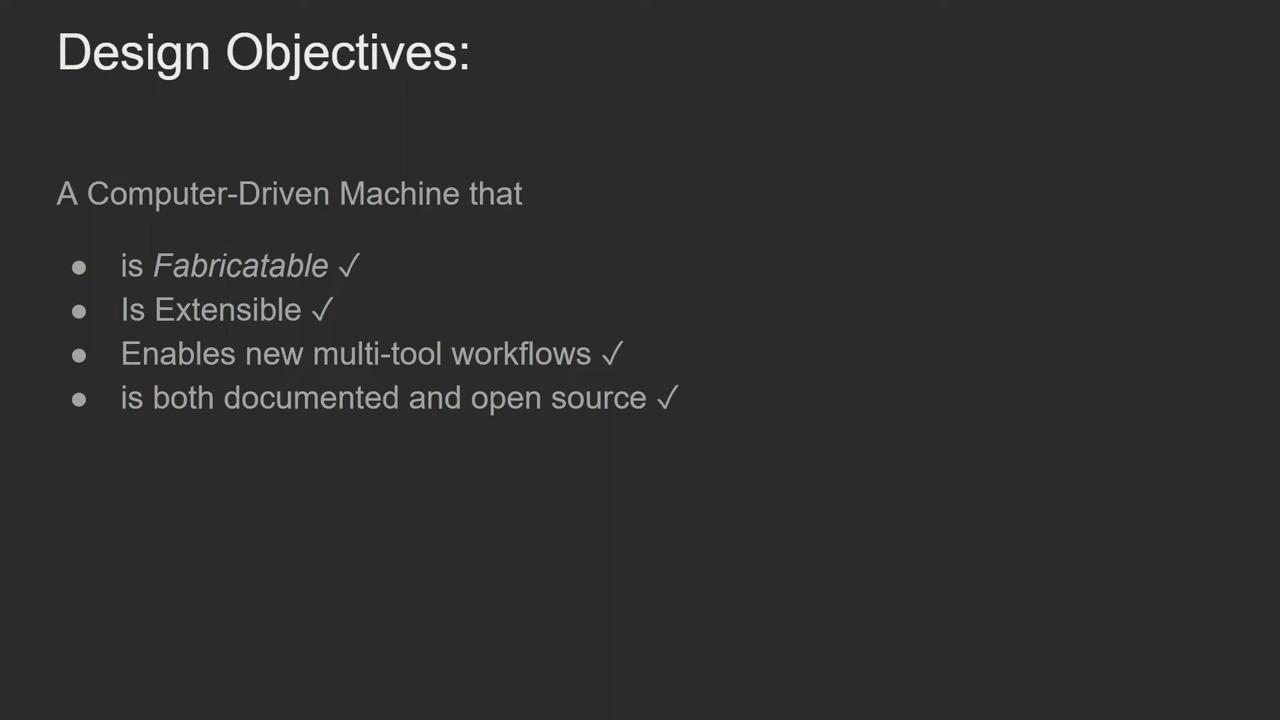 Design Objectives:
A Computer-Driven Machine that
● is Fabricatable ✓
● Is Extensible ✓
● Enables new multi-tool workflows ✓
● is both documented and open source ✓